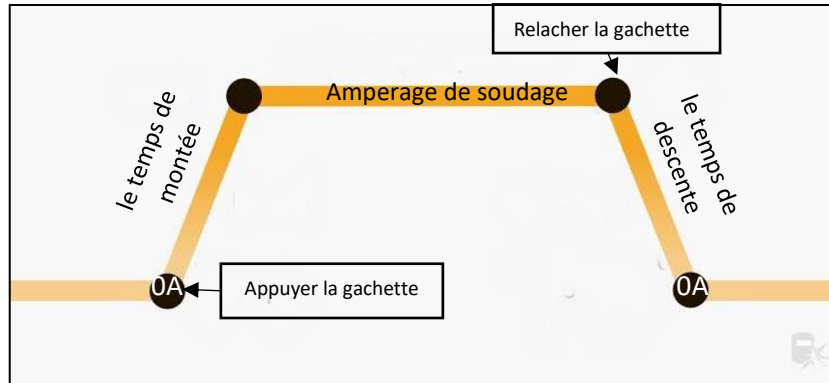 Relacher la gachette
Amperage de soudage
le temps de
montée
le temps de
descente
0A
Appuyer la gachette
0A